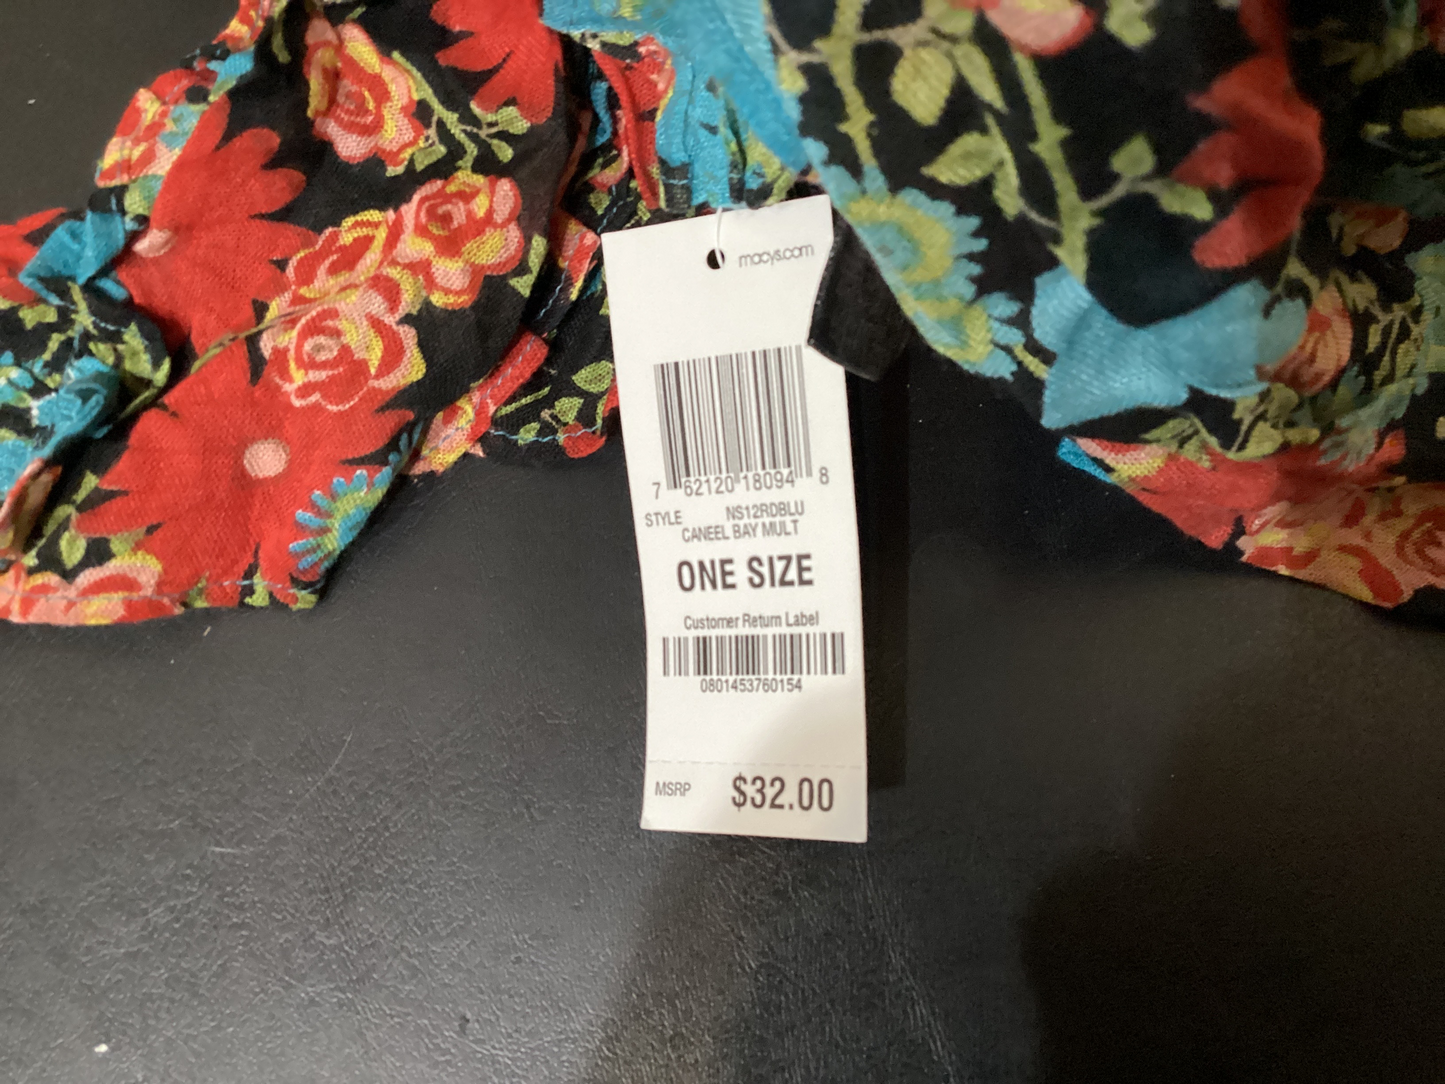 macys.com
7 62120 18094 8
STYLE NS12RDBLU
CANEEL BAY MULT
ONE SIZE
Customer Return Label
0801453760154
MSRP $32.00